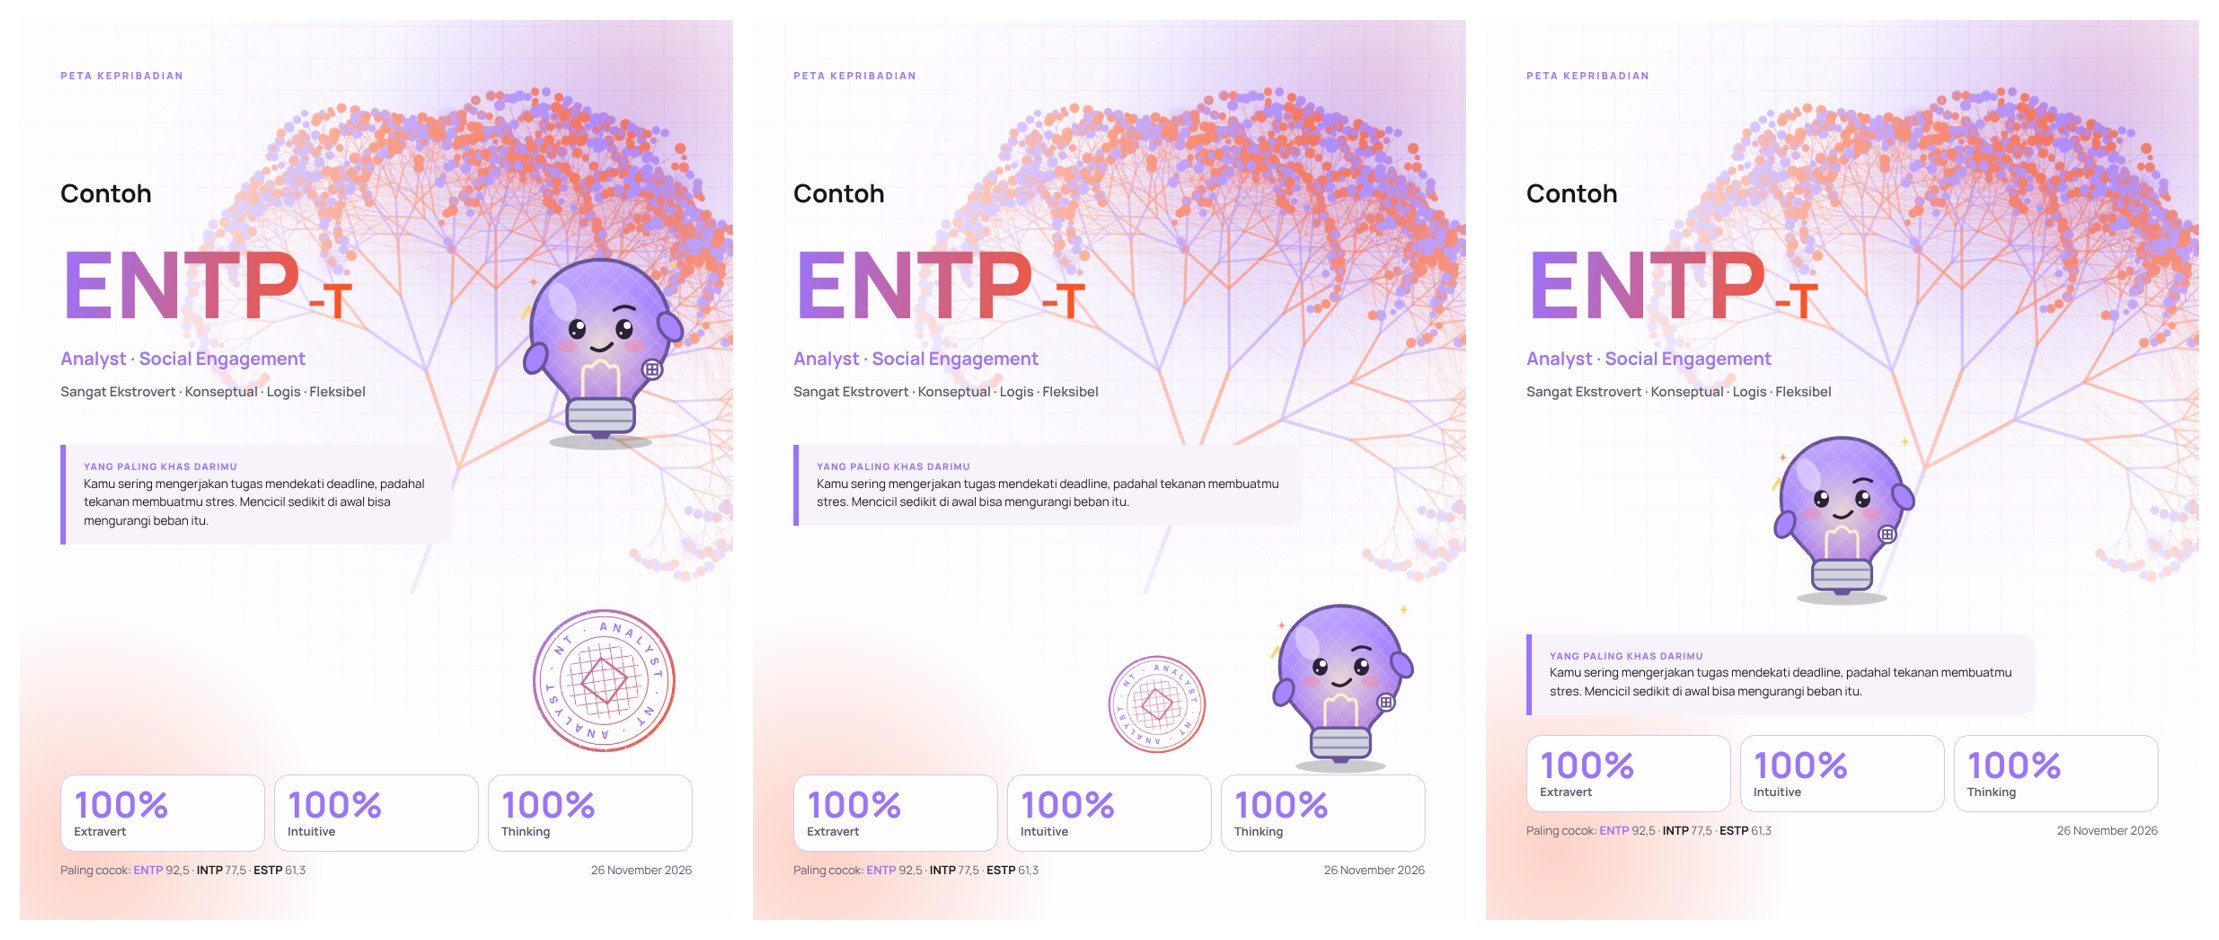 PETA KEPRIBADIAN
Contoh
ENTP-T
Analyst · Social Engagement
Sangat Ekstrovert · Konseptual · Logis · Fleksibel
YANG PALING KHAS DARIMU
Kamu sering mengerjakan tugas mendekati deadline, padahal
tekanan membuatmu stres. Mencicil sedikit di awal bisa
mengurangi beban itu.
NT · ANALYST · NT · ANALYST ·
100%
Extravert
100%
Intuitive
100%
Thinking
Paling cocok: ENTP 92,5 · INTP 77,5 · ESTP 61,3
26 November 2026
PETA KEPRIBADIAN
Contoh
ENTP-T
Analyst · Social Engagement
Sangat Ekstrovert · Konseptual · Logis · Fleksibel
YANG PALING KHAS DARIMU
Kamu sering mengerjakan tugas mendekati deadline, padahal tekanan membuatmu
stres. Mencicil sedikit di awal bisa mengurangi beban itu.
NT · ANALYST · NT · ANALYST ·
100%
Extravert
100%
Intuitive
100%
Thinking
Paling cocok: ENTP 92,5 · INTP 77,5 · ESTP 61,3
26 November 2026
PETA KEPRIBADIAN
Contoh
ENTP-T
Analyst · Social Engagement
Sangat Ekstrovert · Konseptual · Logis · Fleksibel
YANG PALING KHAS DARIMU
Kamu sering mengerjakan tugas mendekati deadline, padahal tekanan membuatmu
stres. Mencicil sedikit di awal bisa mengurangi beban itu.
100%
Extravert
100%
Intuitive
100%
Thinking
Paling cocok: ENTP 92,5 · INTP 77,5 · ESTP 61,3
26 November 2026